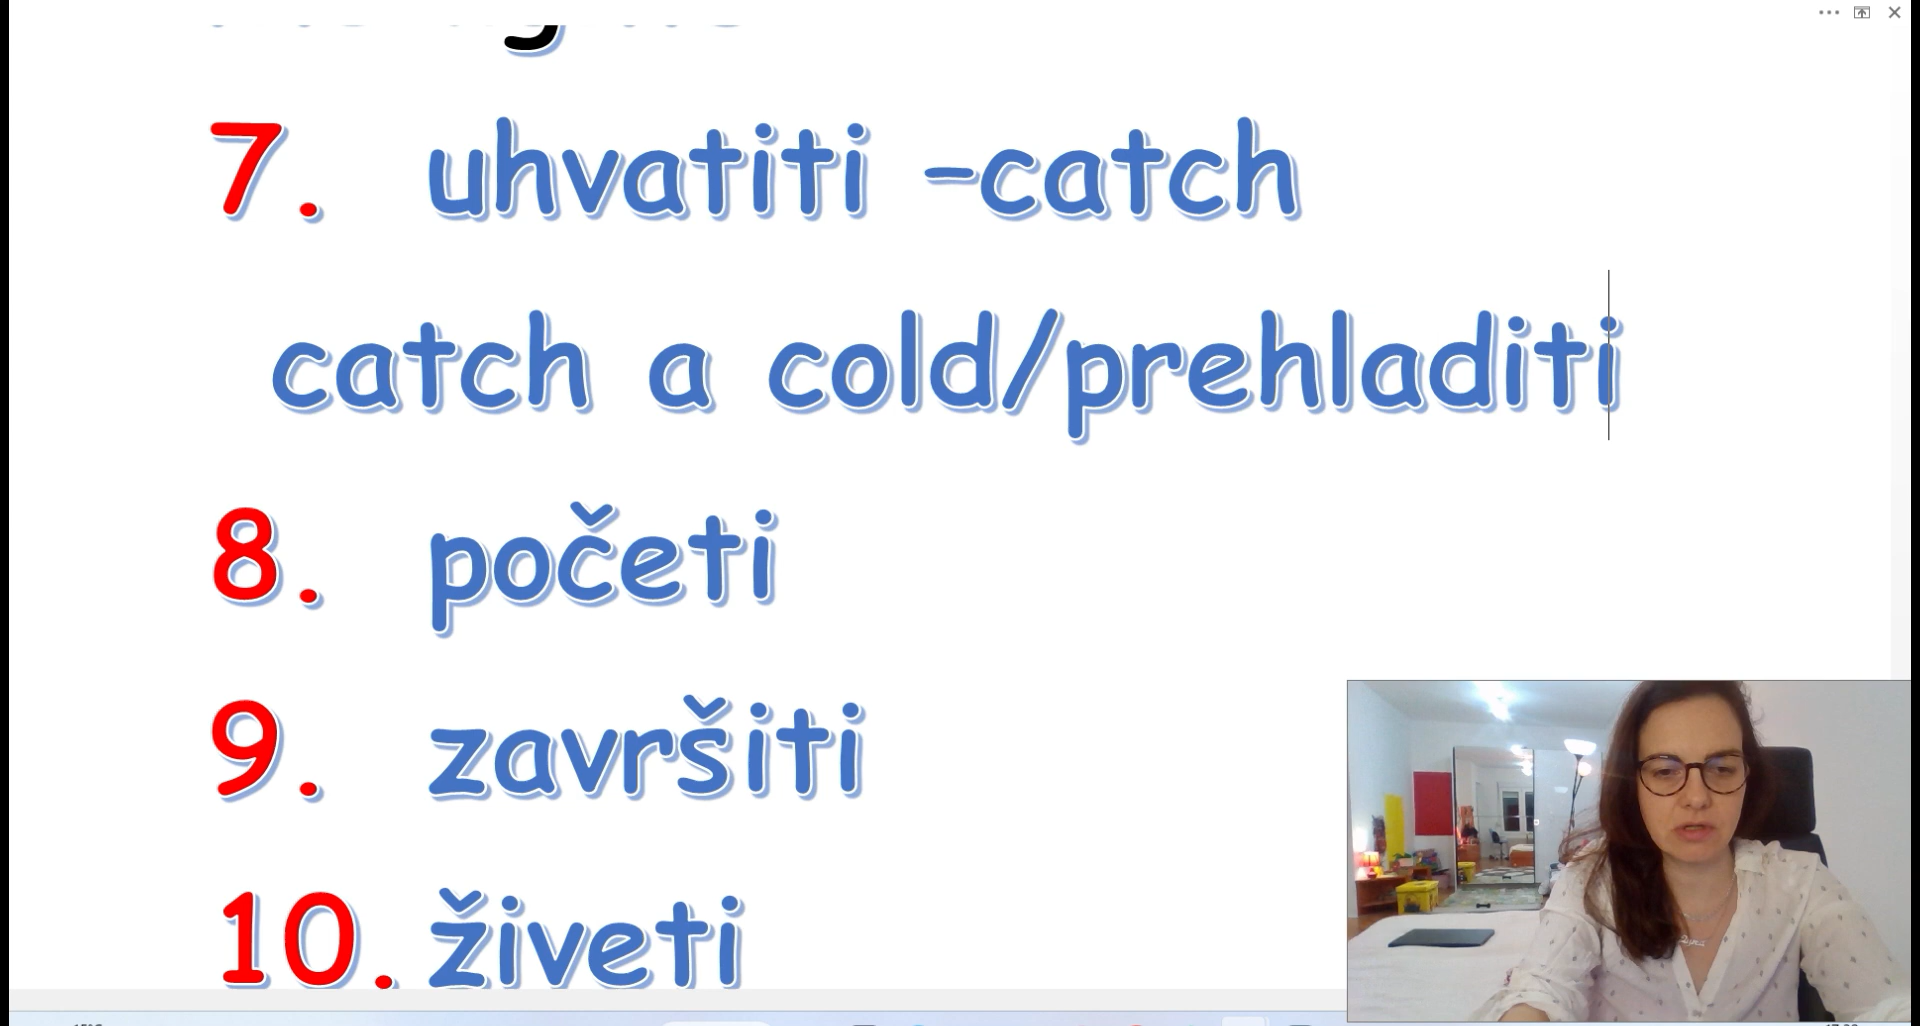 7. uhvatiti -catch
catch a cold/prehladiti
8. početi
9. završiti
10. živeti